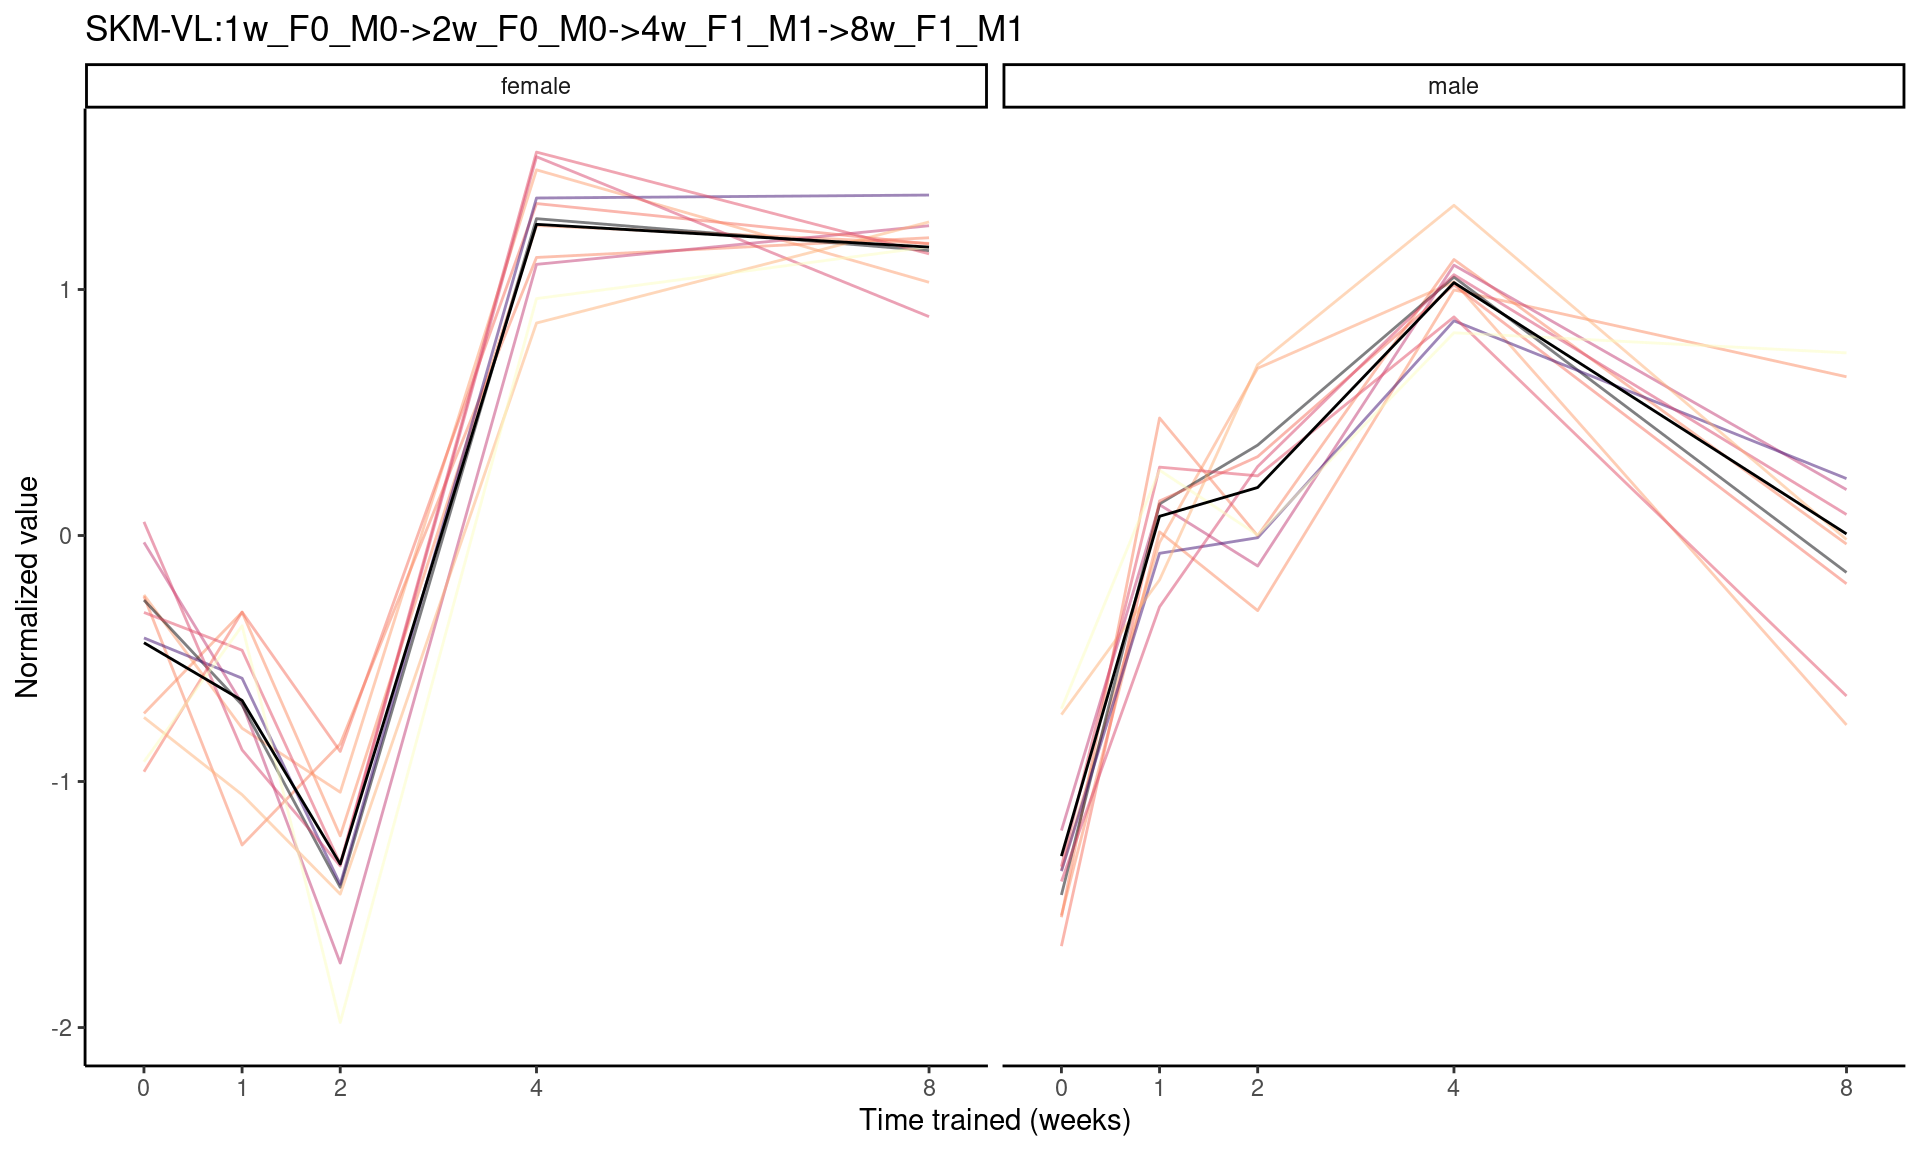 SKM-VL:1w_F0_M0->2w_F0_M0->4w_F1_M1->8w_F1_M1
female
male
Normalized value
1
0
-1
-2
0 1 2 4 8
0 1 2 4 8
Time trained (weeks)